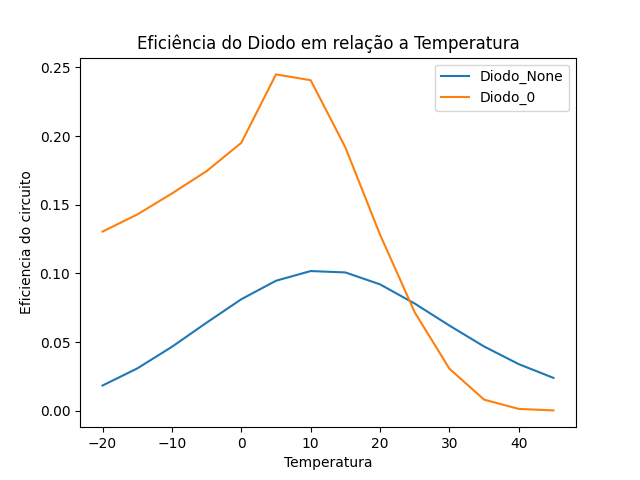 Eficiência do Diodo em relação a Temperatura
Diodo_None
Diodo_0
0.25
0.20
0.15
0.10
0.05
0.00
Eficiencia do circuito
−20
−10
0
10
20
30
40
Temperatura